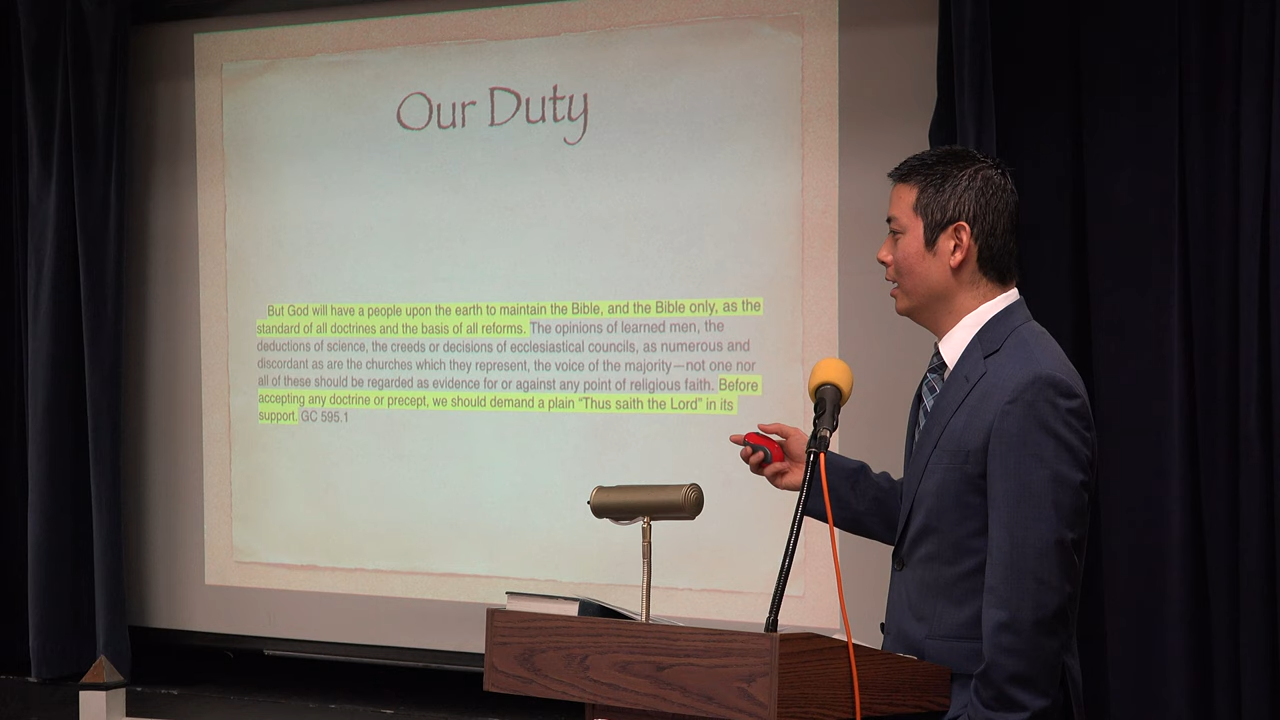 Our Duty
But God will have a people upon the earth to maintain the Bible, and the Bible only, as the
standard of all doctrines and the basis of all reforms. The opinions of learned men, the
deductions of science, the creeds or decisions of ecclesiastical councils, as numerous and
discordant as are the churches which they represent, the voice of the majority—not one nor
all of these should be regarded as evidence for or against any point of religious faith. Before
accepting any doctrine or precept, we should demand a plain “Thus saith the Lord” in its
support. GC 595.1